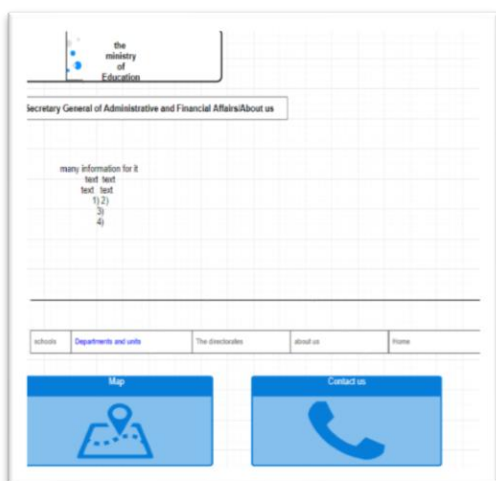 the
ministry
of
Education
Secretary General of Administrative and Financial Affairs/About us
many information for it
text text
text text
1) 2)
3)
4)
schools Departments and units The directorates about us Home
Map Contact us